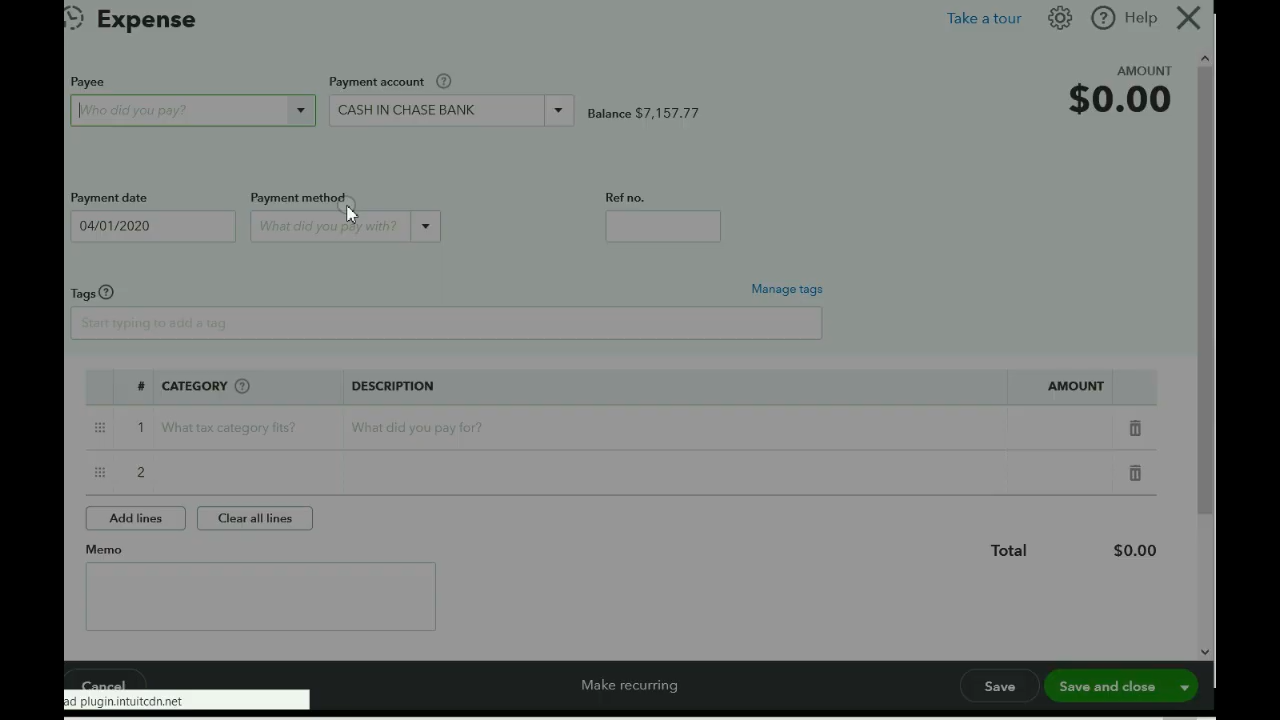 Expense
Take a tour
Help
Payee
Payment account
AMOUNT
$0.00
Who did you pay?
CASH IN CHASE BANK
Balance $7,157.77
Payment date
Payment method
Ref no.
04/01/2020
What did you pay with?
Tags
Manage tags
Start typing to add a tag
# CATEGORY DESCRIPTION AMOUNT
1 What tax category fits? What did you pay for?
2
Add lines
Clear all lines
Memo
Total $0.00
Cancel
Make recurring
Save
Save and close
ad plugin.intuitcdn.net